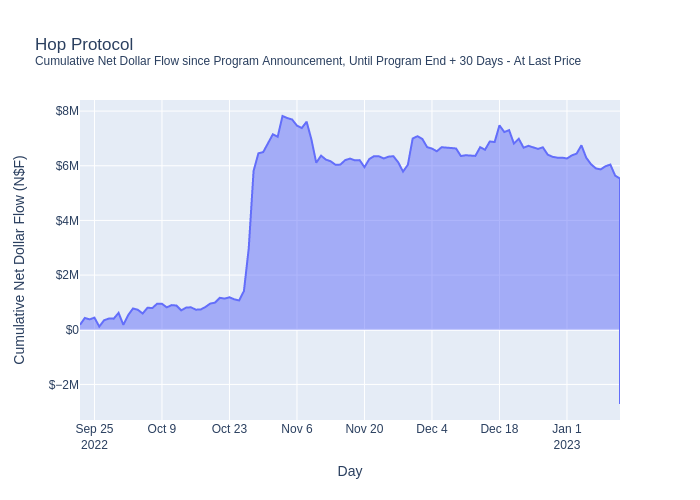 Hop Protocol
Cumulative Net Dollar Flow since Program Announcement, Until Program End + 30 Days - At Last Price
Cumulative Net Dollar Flow (N$F)
$8M
$6M
$4M
$2M
$0
$−2M
Sep 25 Oct 9 Oct 23 Nov 6 Nov 20 Dec 4 Dec 18 Jan 1
2022 2023
Day